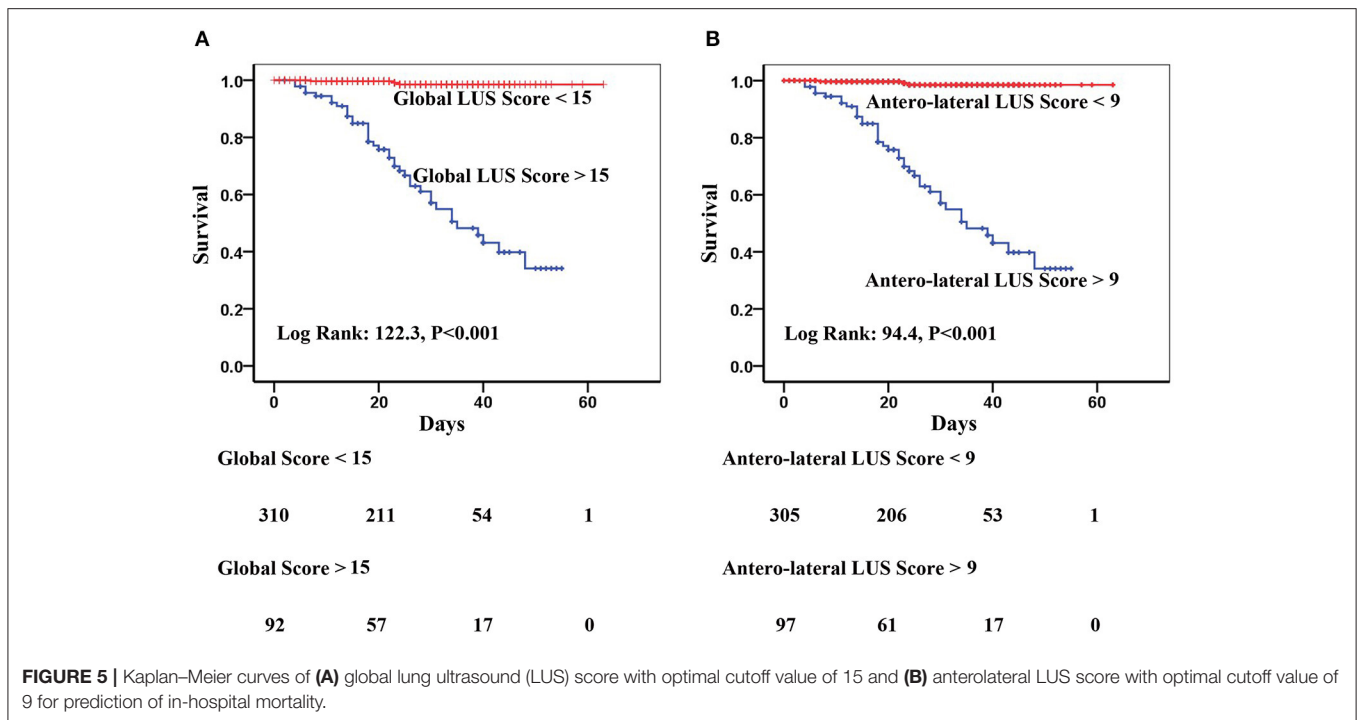 A
1.0
0.8
0.6
0.4
0.2
0.0
Survival
Global LUS Score < 15
Global LUS Score > 15
Log Rank: 122.3, P<0.001
0 20 40 60
Days
Global Score < 15
310 211 54 1
Global Score > 15
92 57 17 0
B
1.0
0.8
0.6
0.4
0.2
0.0
Survival
Antero-lateral LUS Score < 9
Antero-lateral LUS Score > 9
Log Rank: 94.4, P<0.001
0 20 40 60
Days
Antero-lateral LUS Score < 9
305 206 53 1
Antero-lateral LUS Score > 9
97 61 17 0
FIGURE 5 | Kaplan–Meier curves of (A) global lung ultrasound (LUS) score with optimal cutoff value of 15 and (B) anterolateral LUS score with optimal cutoff value of
9 for prediction of in-hospital mortality.